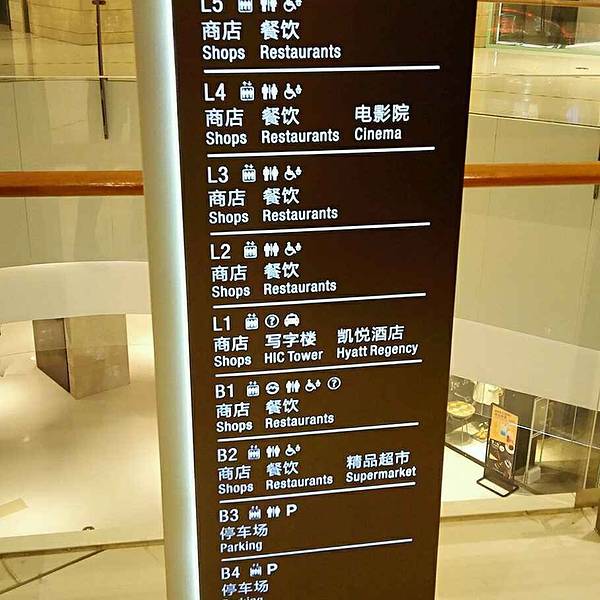 L5
商店 餐饮
Shops Restaurants
L4
商店 餐饮 电影院
Shops Restaurants Cinema
L3
商店 餐饮
Shops Restaurants
L2
商店 餐饮
Shops Restaurants
L1 ?
商店 写字楼 凯悦酒店
Shops HIC Tower Hyatt Regency
B1 ?
商店 餐饮
Shops Restaurants
B2
商店 餐饮 精品超市
Shops Restaurants Supermarket
B3 P
停车场
Parking
B4 P
停车场
Parking